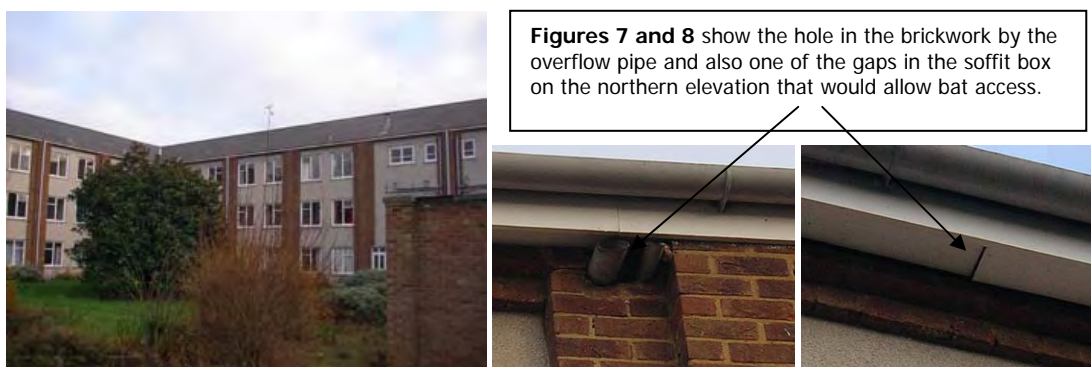 Figures 7 and 8 show the hole in the brickwork by the
overflow pipe and also one of the gaps in the soffit box
on the northern elevation that would allow bat access.